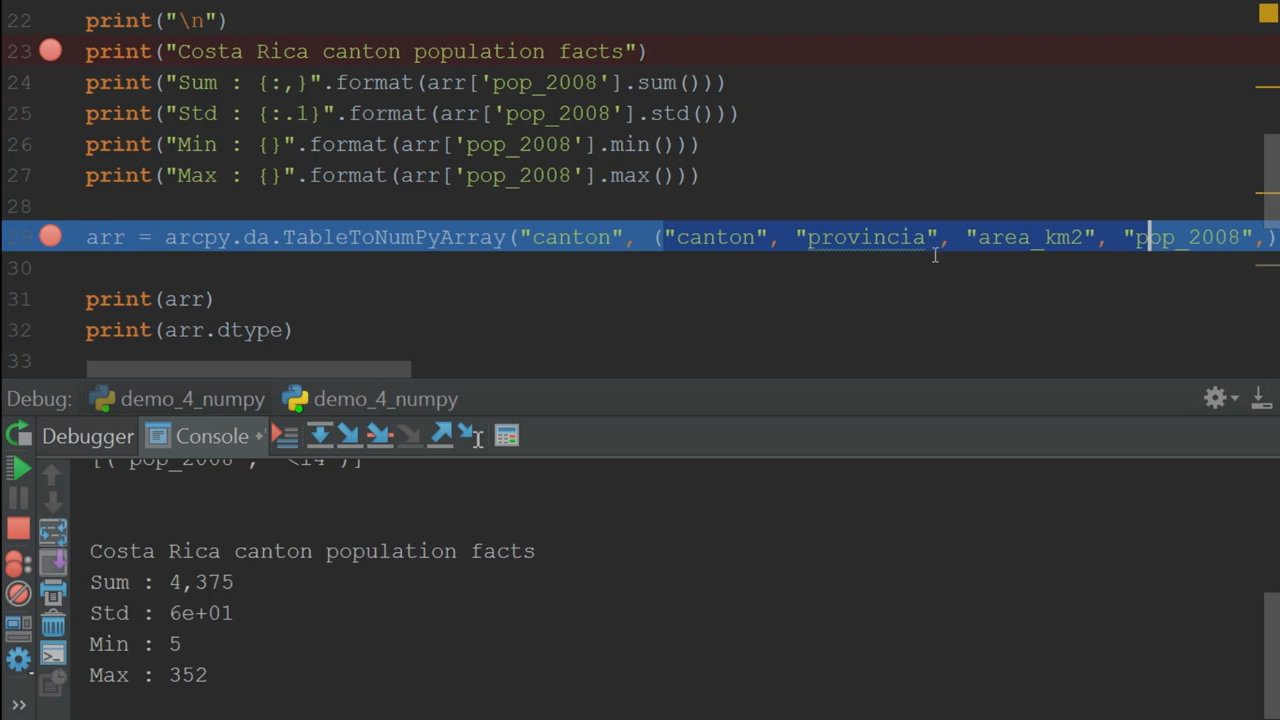 22 print("\n")
23 print("Costa Rica canton population facts")
24 print("Sum : {:,}".format(arr['pop_2008'].sum()))
25 print("Std : {:.1}".format(arr['pop_2008'].std()))
26 print("Min : {}".format(arr['pop_2008'].min()))
27 print("Max : {}".format(arr['pop_2008'].max()))
28
29 arr = arcpy.da.TableToNumPyArray("canton", ("canton", "provincia", "area_km2", "pop_2008",)
30
31 print(arr)
32 print(arr.dtype)
33
Debug: demo_4_numpy demo_4_numpy
Debugger Console
[('pop_2008', '<i4')]
Costa Rica canton population facts
Sum : 4,375
Std : 6e+01
Min : 5
Max : 352